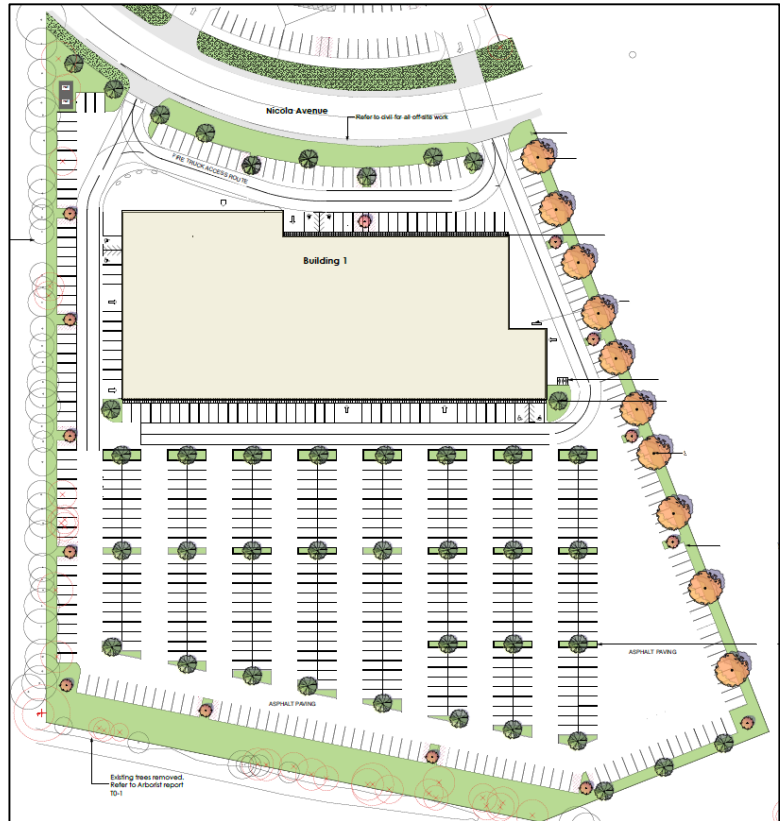 Nicola Avenue
Refer to civil for all off-site work
FIRE TRUCK ACCESS ROUTE
Building 1
ASPHALT PAVING
ASPHALT PAVING
Existing trees removed.
Refer to Arborist report
T0-1